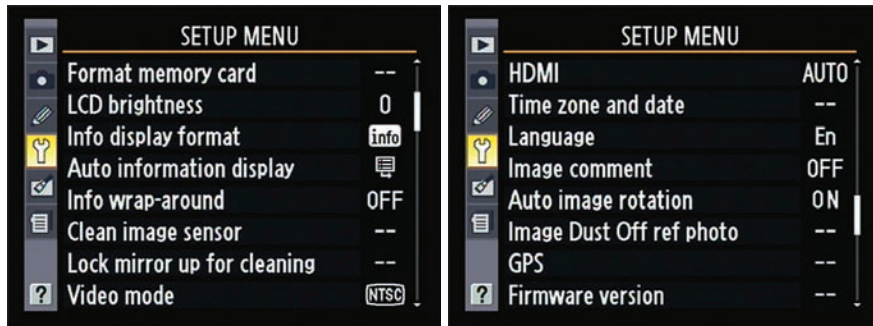 SETUP MENU
Format memory card --
LCD brightness 0
Info display format info
Auto information display
Info wrap-around OFF
Clean image sensor --
Lock mirror up for cleaning --
? Video mode NTSC
SETUP MENU
HDMI AUTO
Time zone and date --
Language En
Image comment OFF
Auto image rotation ON
Image Dust Off ref photo --
GPS --
? Firmware version --